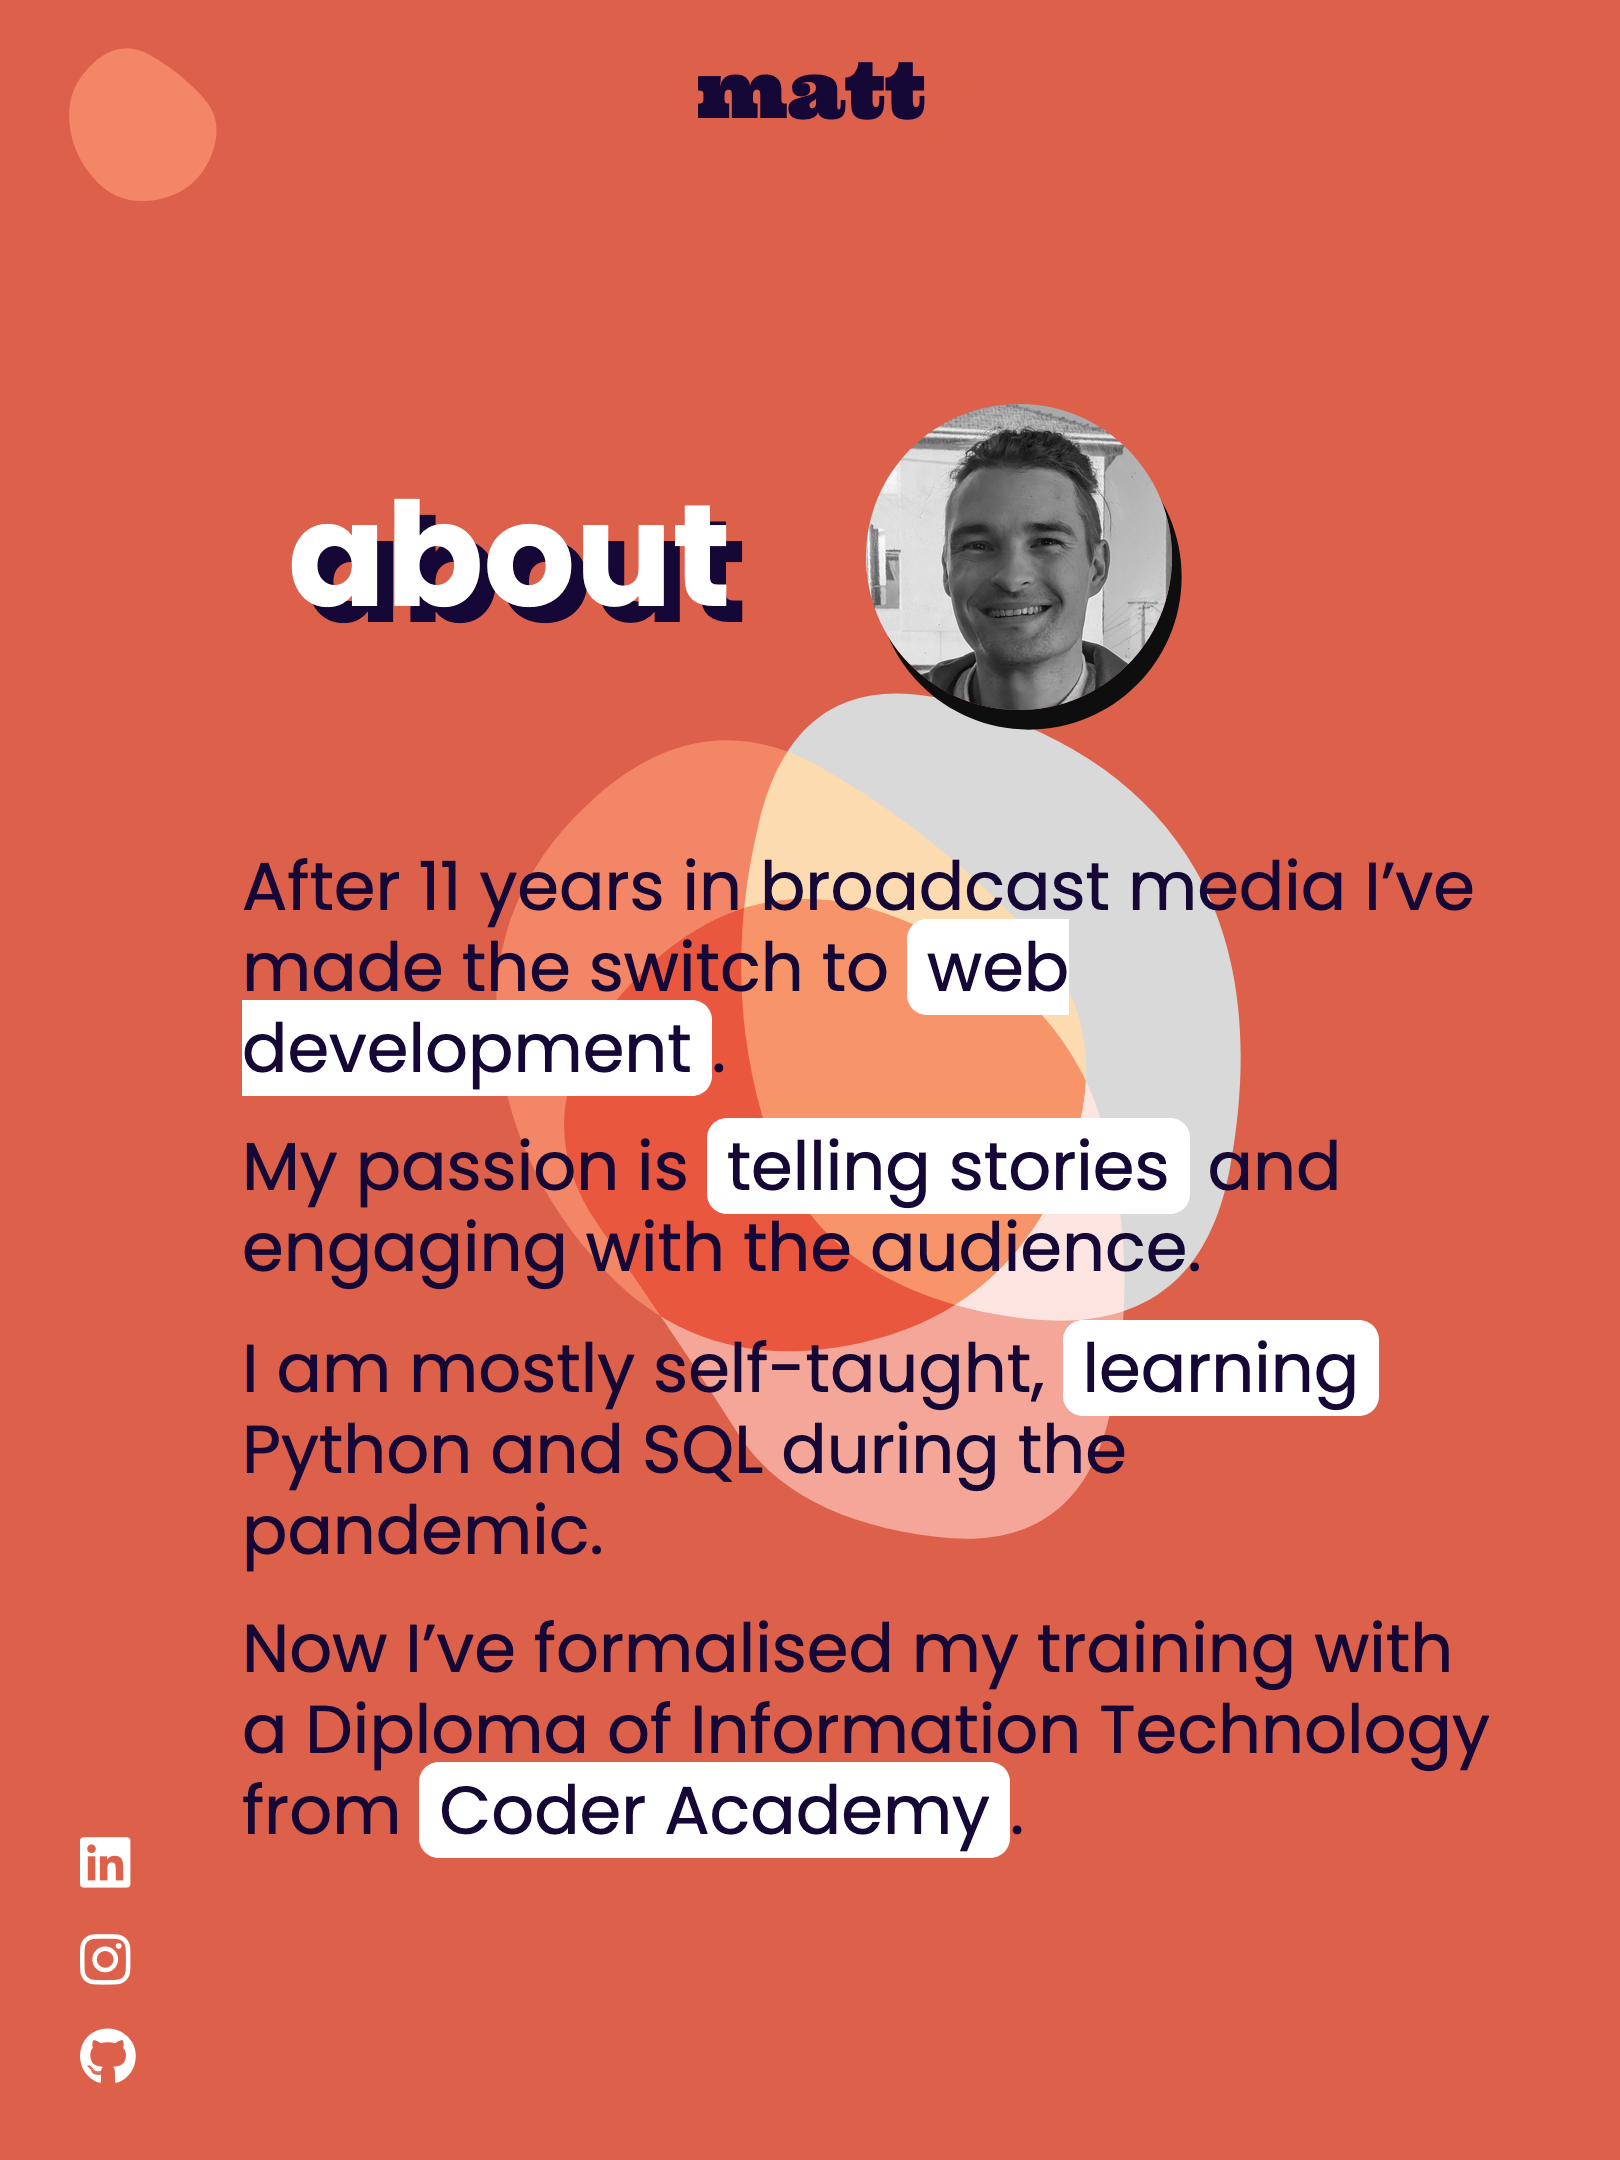 matt
about
After 11 years in broadcast media I’ve
made the switch to web
development .
My passion is telling stories and
engaging with the audience.
I am mostly self-taught, learning
Python and SQL during the
pandemic.
Now I’ve formalised my training with
a Diploma of Information Technology
from Coder Academy .
in